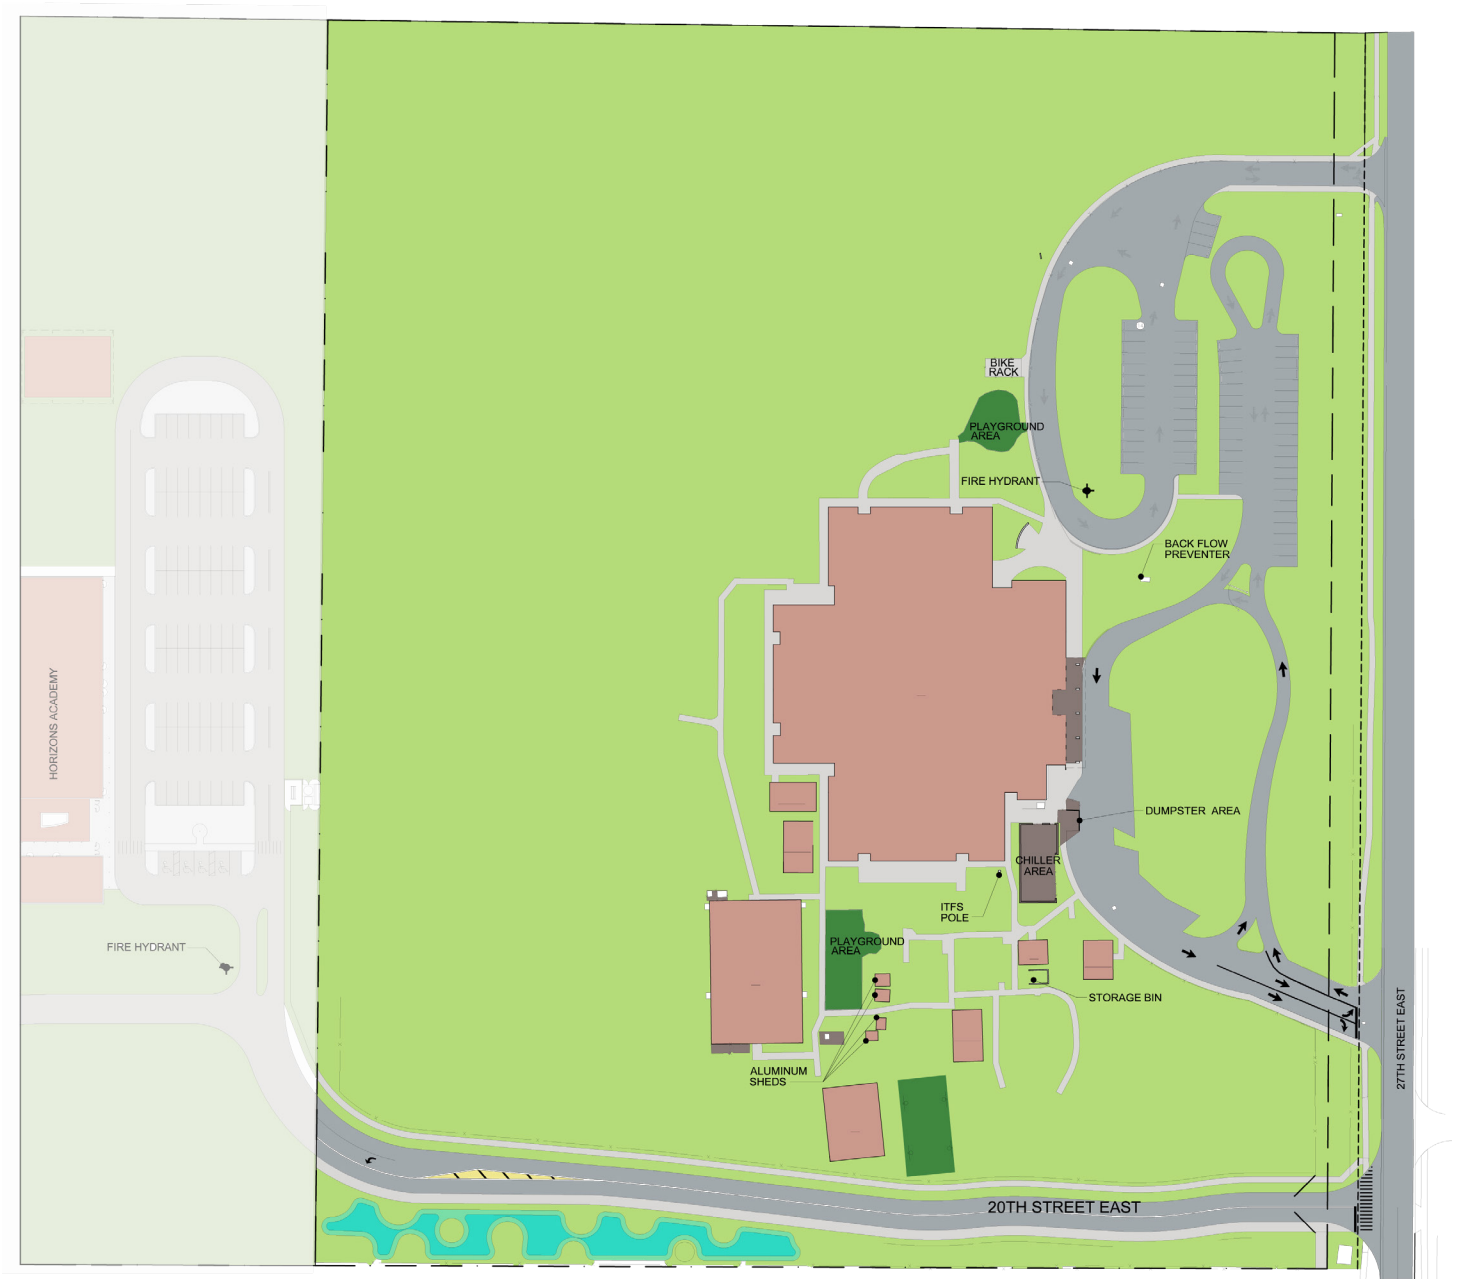 BIKE
RACK
PLAYGROUND
AREA
FIRE HYDRANT
BACK FLOW
PREVENTER
HORIZONS ACADEMY
DUMPSTER AREA
CHILLER
AREA
ITFS
POLE
PLAYGROUND
AREA
FIRE HYDRANT
STORAGE BIN
ALUMINUM
SHEDS
27TH STREET EAST
20TH STREET EAST